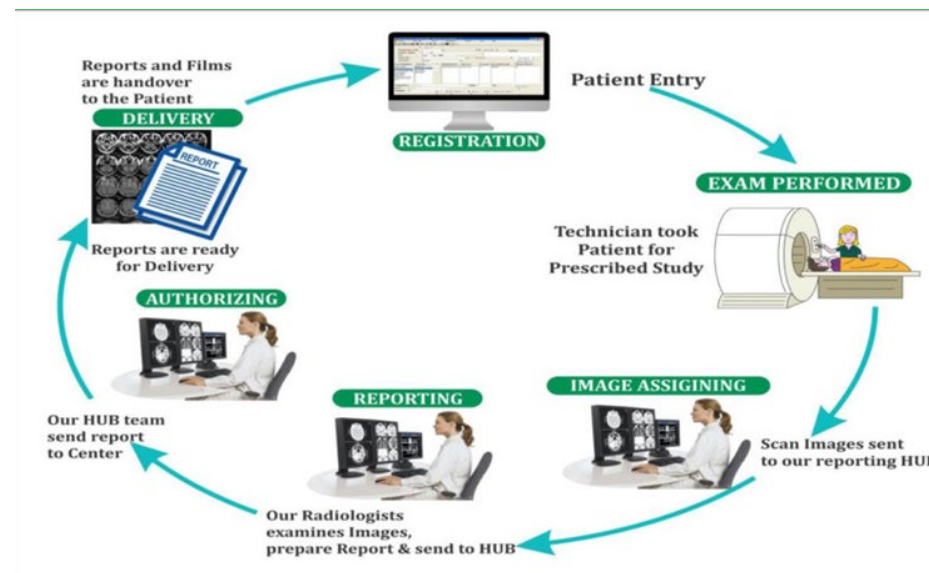 REGISTRATION
Patient Entry
EXAM PERFORMED
Technician took
Patient for
Prescribed Study
Scan Images sent
to our reporting HU
IMAGE ASSIGINING
REPORTING
Our Radiologists
examines Images,
prepare Report & send to HUB
AUTHORIZING
Our HUB team
send report
to Center
Reports and Films
are handover
to the Patient
DELIVERY
REPORT
Reports are ready
for Delivery